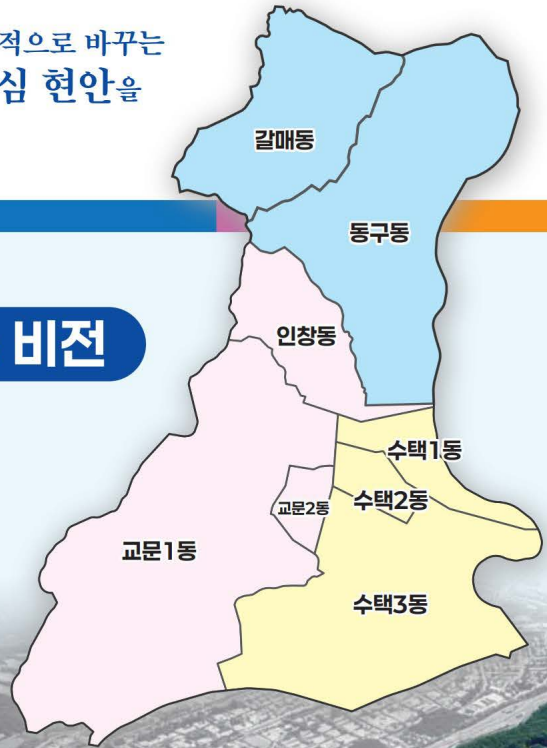 적으로 바꾸는
심 현안을
갈매동
동구동
비전
인창동
수택1동
수택2동
교문2동
교문1동
수택3동